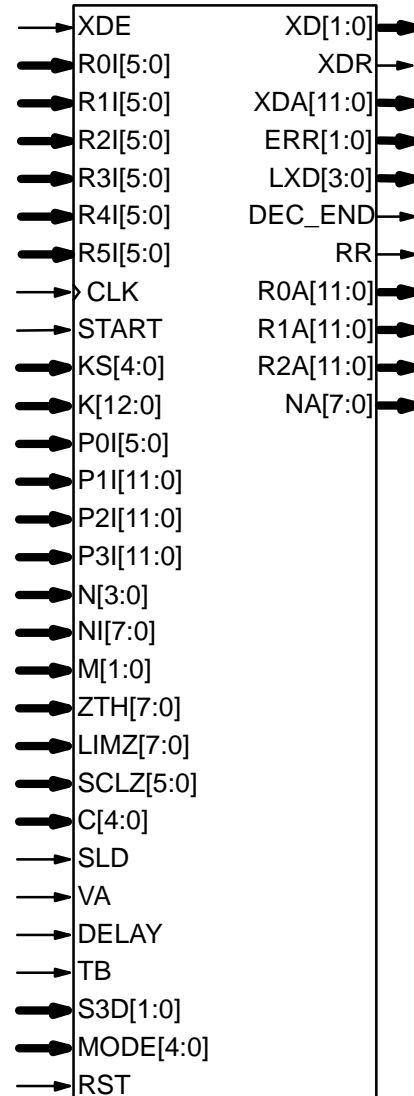 XDE XD[1:0]
R0I[5:0] XDR
R1I[5:0] XDA[11:0]
R2I[5:0] ERR[1:0]
R3I[5:0] LXD[3:0]
R4I[5:0] DEC_END
R5I[5:0] RR
CLK R0A[11:0]
START R1A[11:0]
KS[4:0] R2A[11:0]
K[12:0] NA[7:0]
P0I[5:0]
P1I[11:0]
P2I[11:0]
P3I[11:0]
N[3:0]
NI[7:0]
M[1:0]
ZTH[7:0]
LIMZ[7:0]
SCLZ[5:0]
C[4:0]
SLD
VA
DELAY
TB
S3D[1:0]
MODE[4:0]
RST